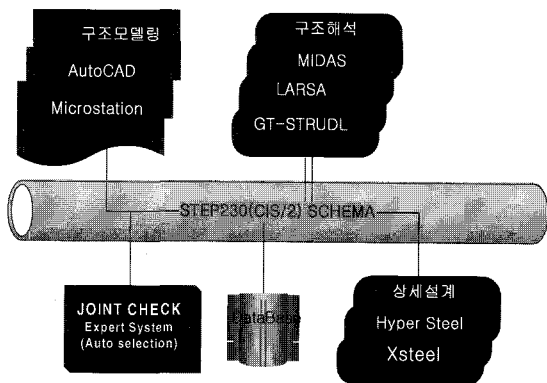 구조모델링
AutoCAD
Microstation
구조해석
MIDAS
LARSA
GT-STRUDL
STEP230(CIS/2) SCHEMA
JOINT CHECK
Expert System
(Auto selection)
DataBase
상세설계
Hyper Steel
Xsteel